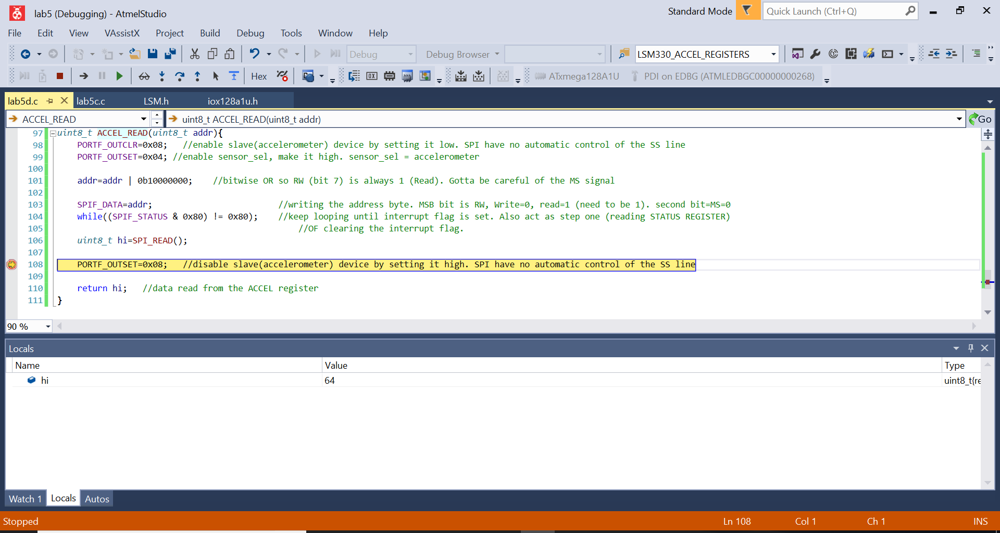 lab5 (Debugging) - AtmelStudio
Standard Mode
Quick Launch (Ctrl+Q)
File Edit View VAssistX Project Build Debug Tools Window Help
Debug Debug Browser LSM330_ACCEL_REGISTERS
Hex ATxmega128A1U PDI on EDBG (ATMLEDBGC00000000268)
lab5d.c lab5c.c LSM.h iox128a1u.h
ACCEL_READ uint8_t ACCEL_READ(uint8_t addr) Go
97 uint8_t ACCEL_READ(uint8_t addr){
98 PORTF_OUTCLR=0x08; //enable slave(accelerometer) device by setting it low. SPI have no automatic control of the SS line
99 PORTF_OUTSET=0x04; //enable sensor_sel, make it high. sensor_sel = accelerometer
100
101 addr=addr | 0b10000000; //bitwise OR so RW (bit 7) is always 1 (Read). Gotta be careful of the MS signal
102
103 SPIF_DATA=addr; //writing the address byte. MSB bit is RW, Write=0, read=1 (need to be 1). second bit=MS=0
104 while((SPIF_STATUS & 0x80) != 0x80); //keep looping until interrupt flag is set. Also act as step one (reading STATUS REGISTER)
105 //OF clearing the interrupt flag.
106 uint8_t hi=SPI_READ();
107
108 PORTF_OUTSET=0x08; //disable slave(accelerometer) device by setting it high. SPI have no automatic control of the SS line
109
110 return hi; //data read from the ACCEL register
111 }
90 %
Locals
Name Value Type
hi 64 uint8_t{re
Watch 1 Locals Autos
Stopped Ln 108 Col 1 Ch 1 INS